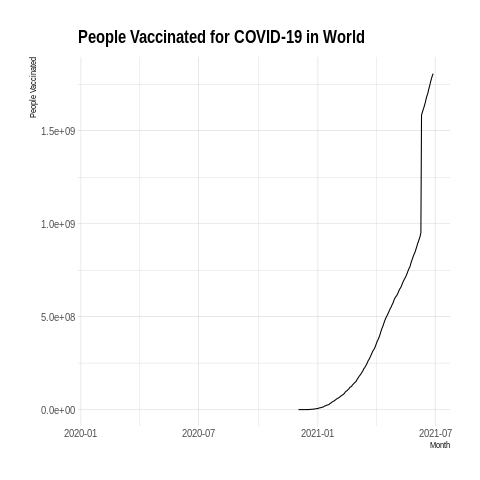 People Vaccinated for COVID-19 in World
People Vaccinated
1.5e+09
1.0e+09
5.0e+08
0.0e+00
2020-01 2020-07 2021-01 2021-07
Month